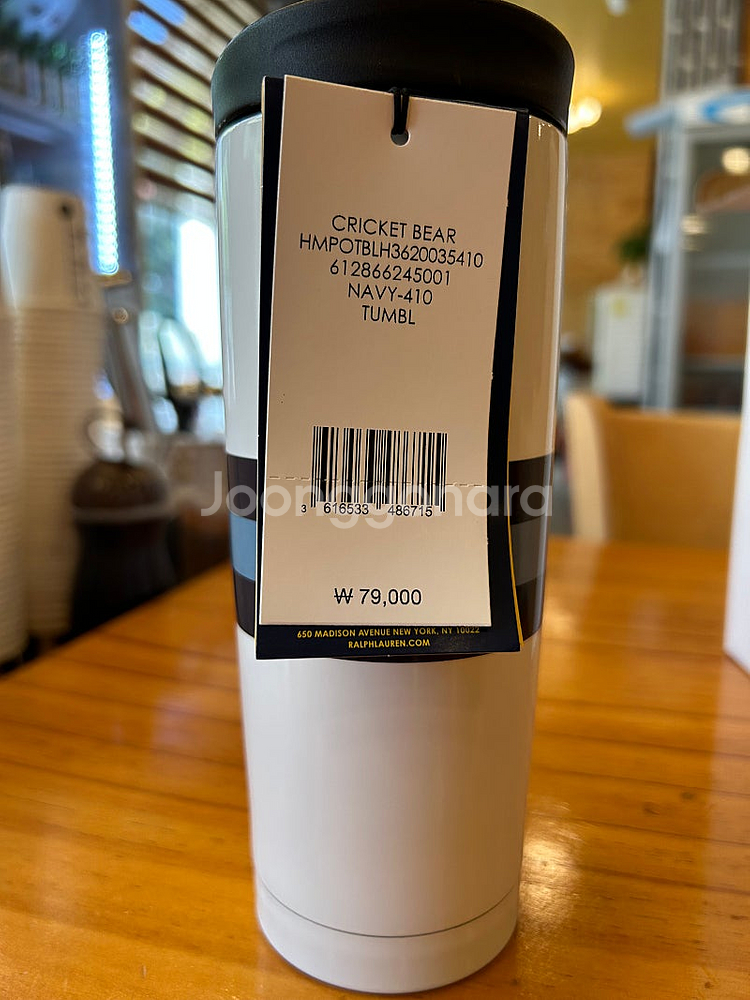 CRICKET BEAR
HMPOTBLH3620035410
612866245001
NAVY-410
TUMBL
Joonggonara
3 616533 486715
₩ 79,000
650 MADISON AVENUE NEW YORK, NY 10022
RALPHLAUREN.COM